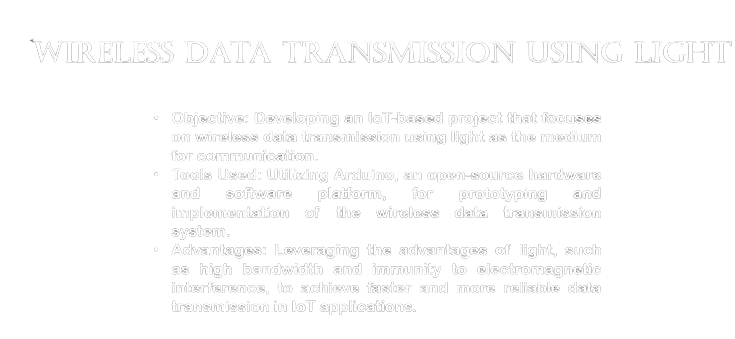 WIRELESS DATA TRANSMISSION USING LIGHT
• Objective: Developing an IoT-based project that focuses
on wireless data transmission using light as the medium
for communication.
• Tools Used: Utilizing Arduino, an open-source hardware
and software platform, for prototyping and
implementation of the wireless data transmission
system.
• Advantages: Leveraging the advantages of light, such
as high bandwidth and immunity to electromagnetic
interference, to achieve faster and more reliable data
transmission in IoT applications.